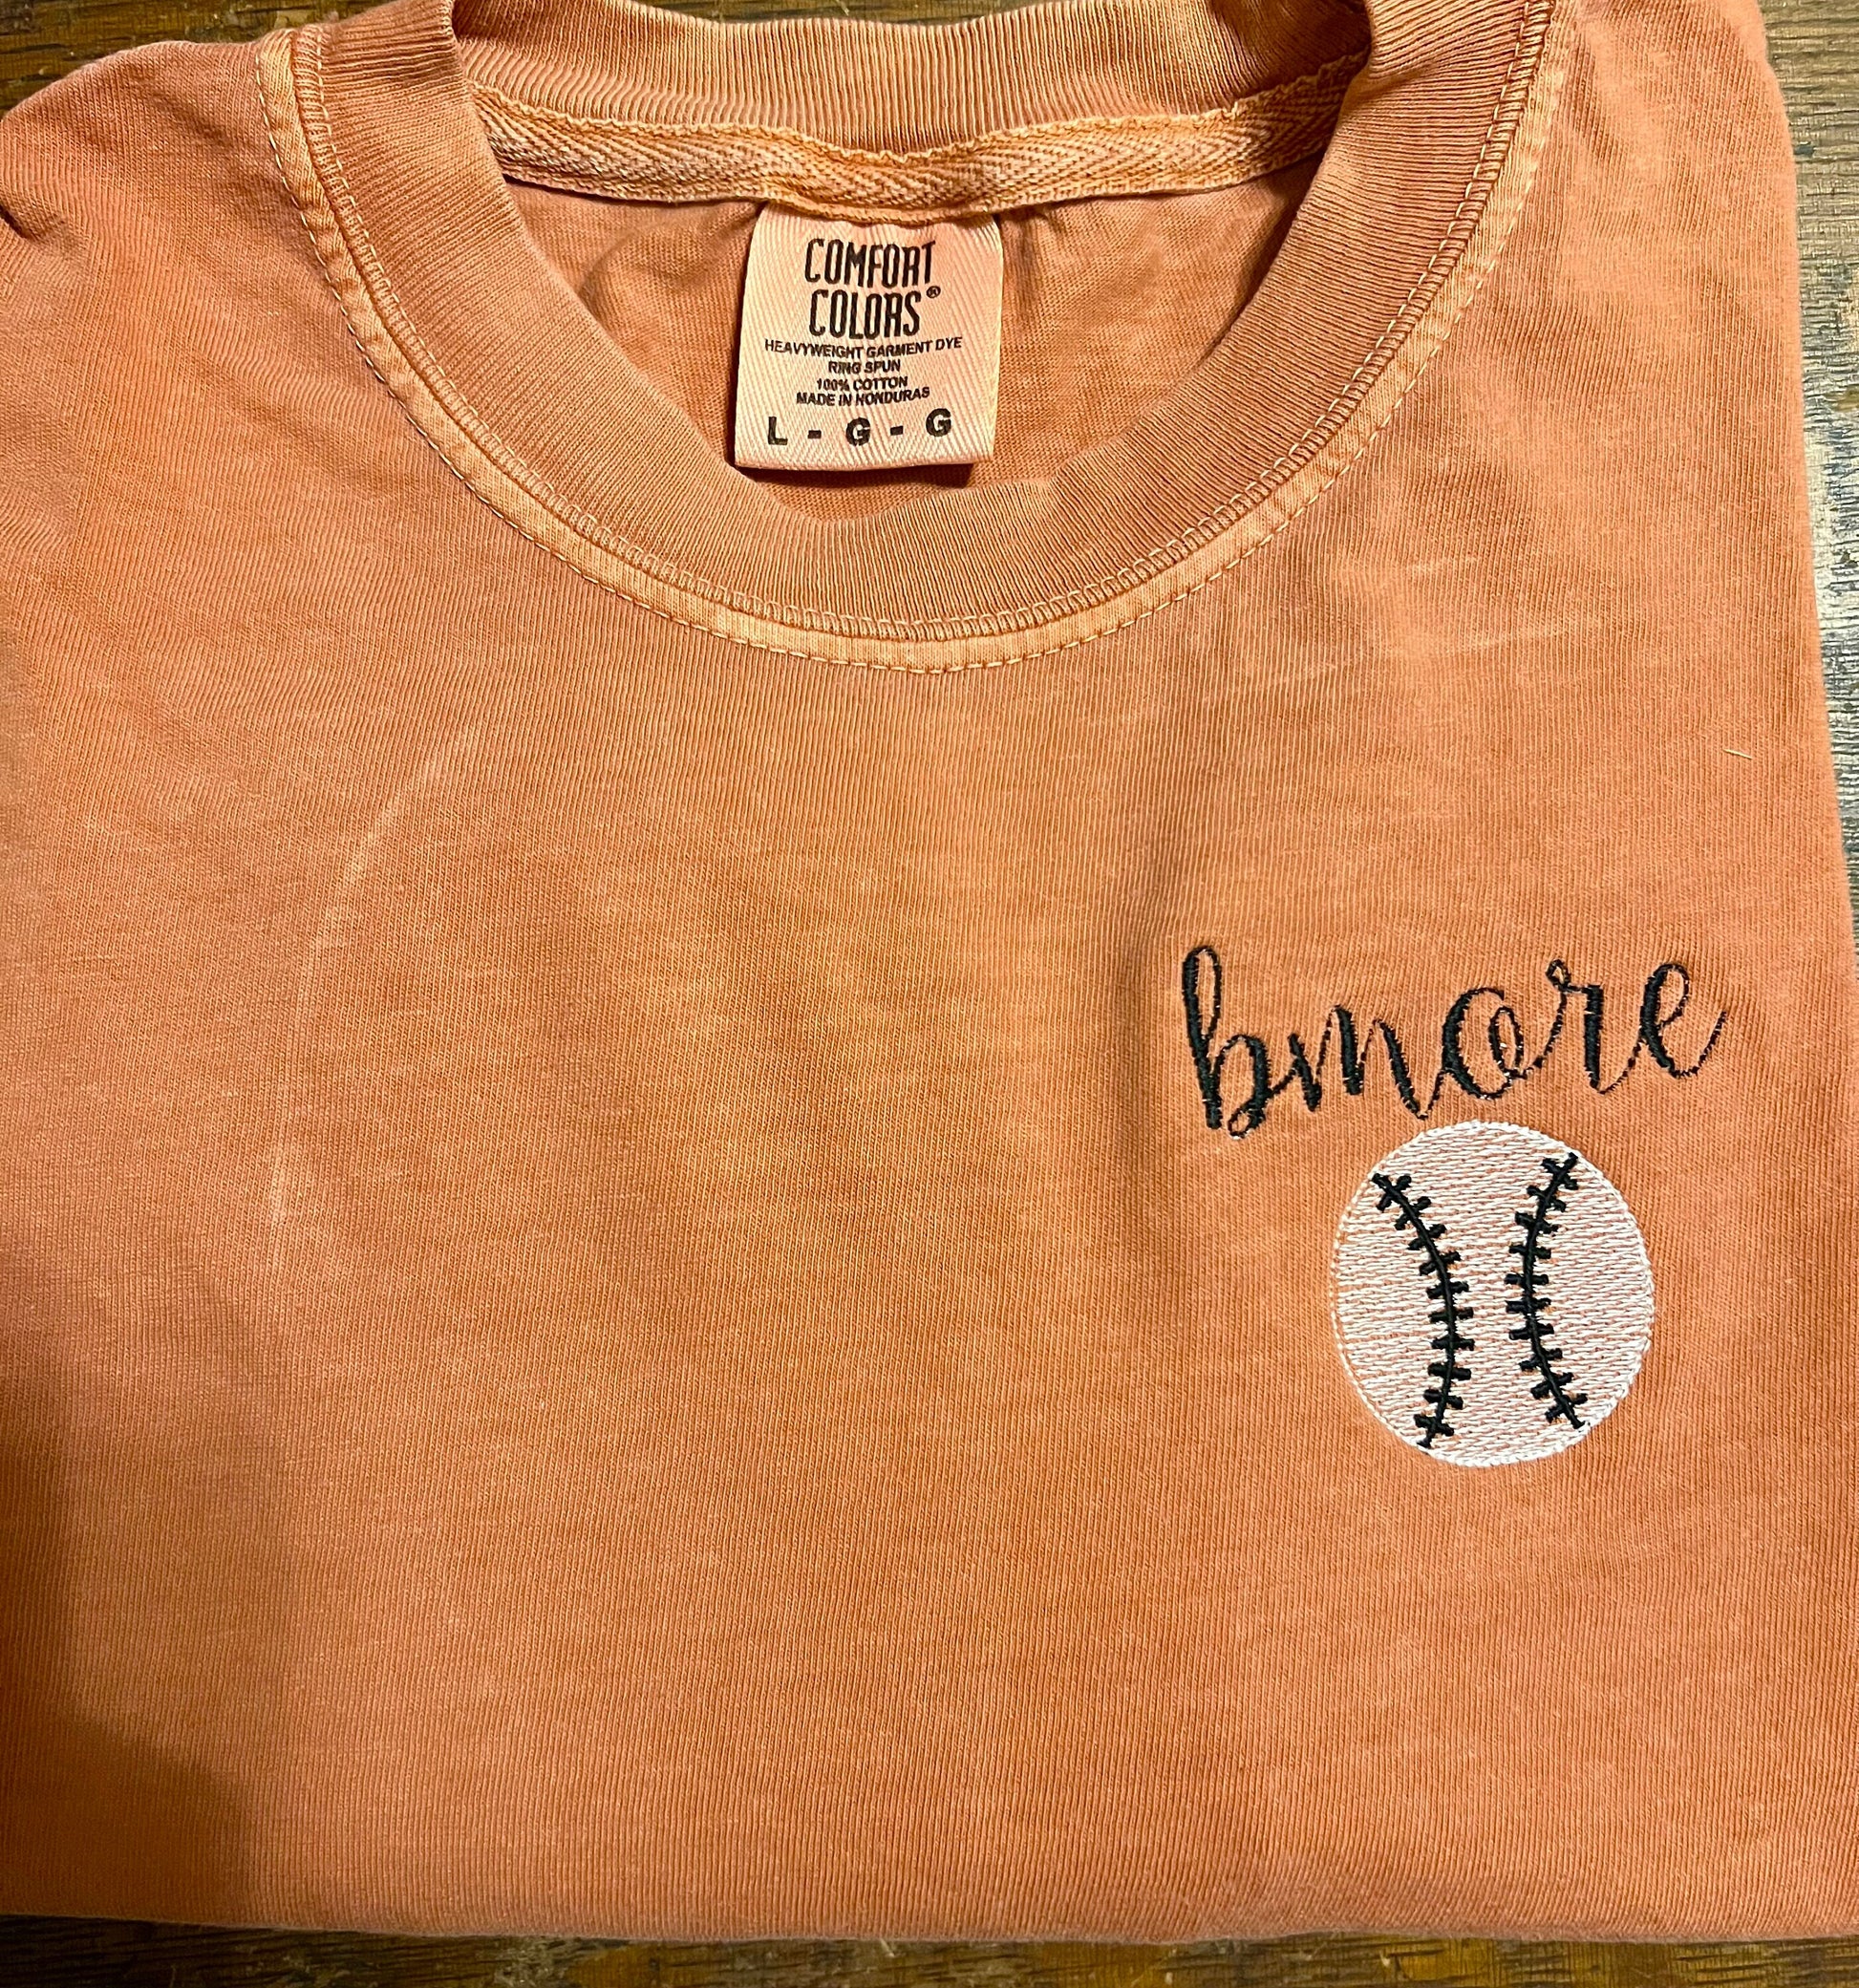 COMFORT
COLORS®
HEAVYWEIGHT GARMENT DYE
RING SPUN
100% COTTON
MADE IN HONDURAS
L - G - G
bmore